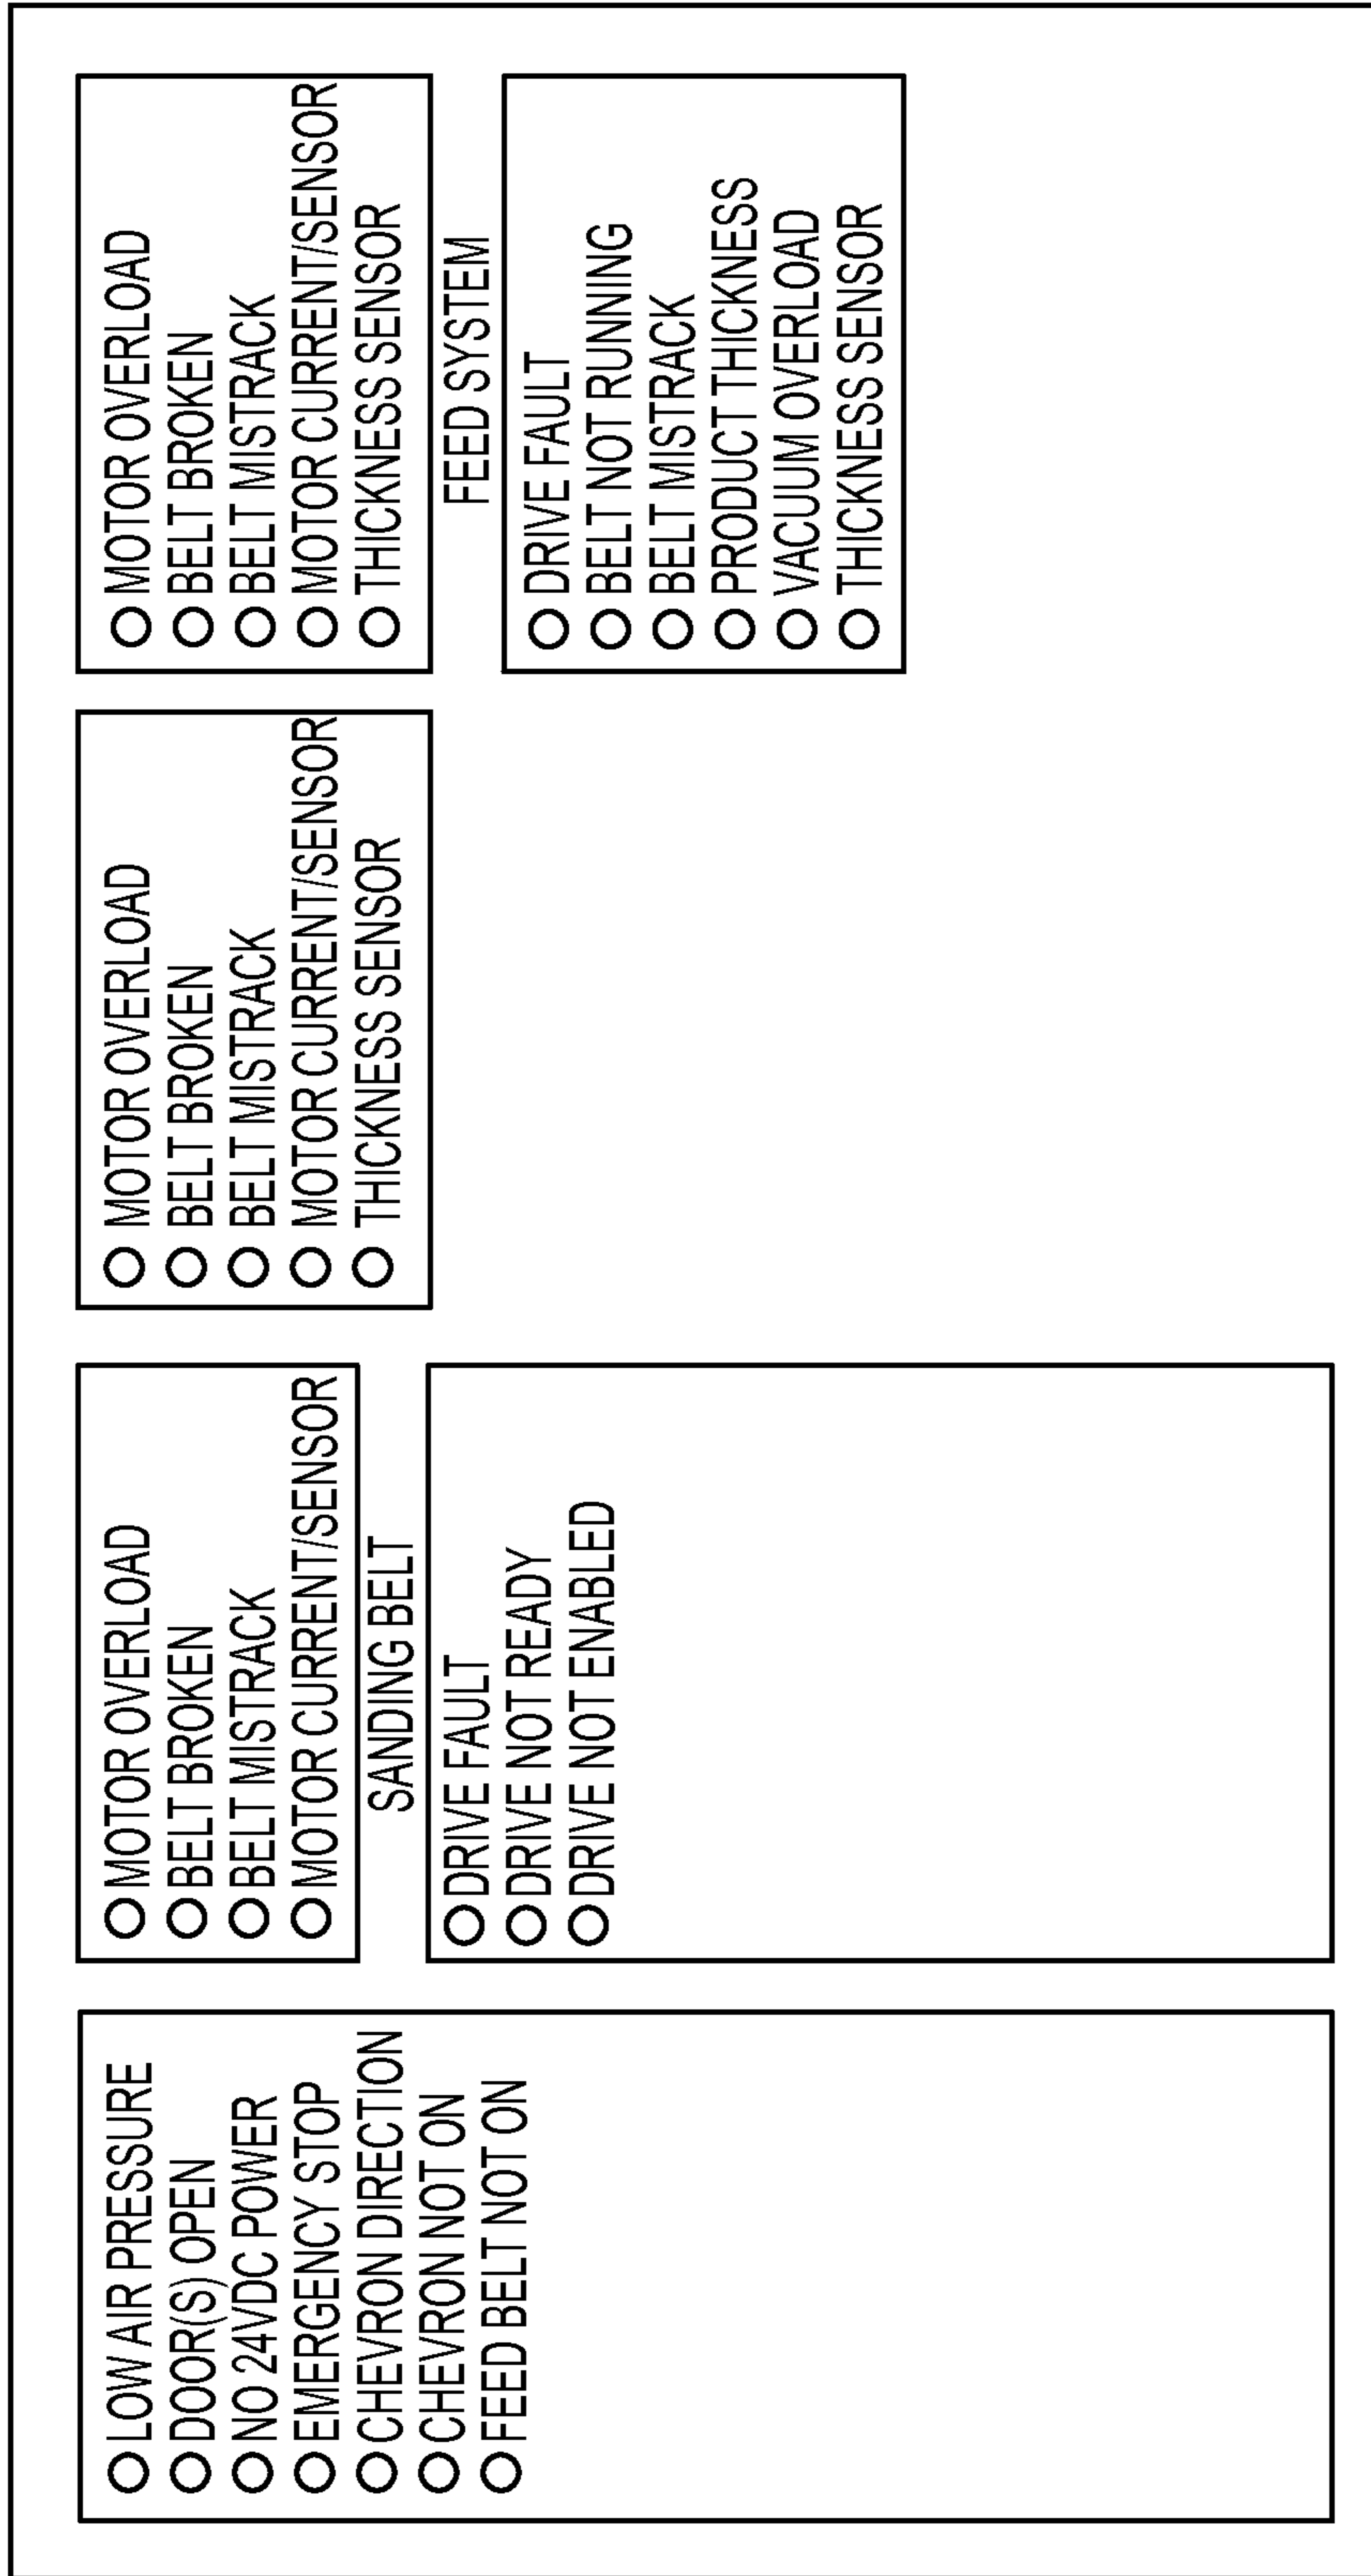 LOW AIR PRESSURE
DOOR(S) OPEN
NO 24VDC POWER
EMERGENCY STOP
CHEVRON DIRECTION
CHEVRON NOT ON
FEED BELT NOT ON
MOTOR OVERLOAD
BELT BROKEN
BELT MISTRACK
MOTOR CURRENT/SENSOR
SANDING BELT
DRIVE FAULT
DRIVE NOT READY
DRIVE NOT ENABLED
MOTOR OVERLOAD
BELT BROKEN
BELT MISTRACK
MOTOR CURRENT/SENSOR
THICKNESS SENSOR
MOTOR OVERLOAD
BELT BROKEN
BELT MISTRACK
MOTOR CURRENT/SENSOR
THICKNESS SENSOR
FEED SYSTEM
DRIVE FAULT
BELT NOT RUNNING
BELT MISTRACK
PRODUCT THICKNESS
VACUUM OVERLOAD
THICKNESS SENSOR